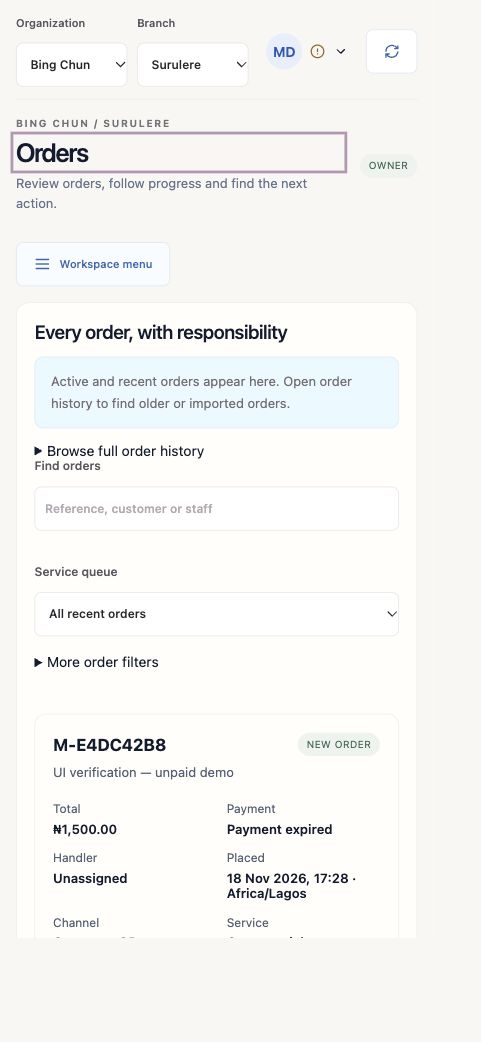 Organization
Branch
Bing Chun
Surulere
MD
BING CHUN / SURULERE
Orders
OWNER
Review orders, follow progress and find the next
action.
Workspace menu
Every order, with responsibility
Active and recent orders appear here. Open order
history to find older or imported orders.
Browse full order history
Find orders
Reference, customer or staff
Service queue
All recent orders
More order filters
M-E4DC42B8
NEW ORDER
UI verification — unpaid demo
Total
Payment
₦1,500.00
Payment expired
Handler
Placed
Unassigned
18 Nov 2026, 17:28 ·
Africa/Lagos
Channel
Service